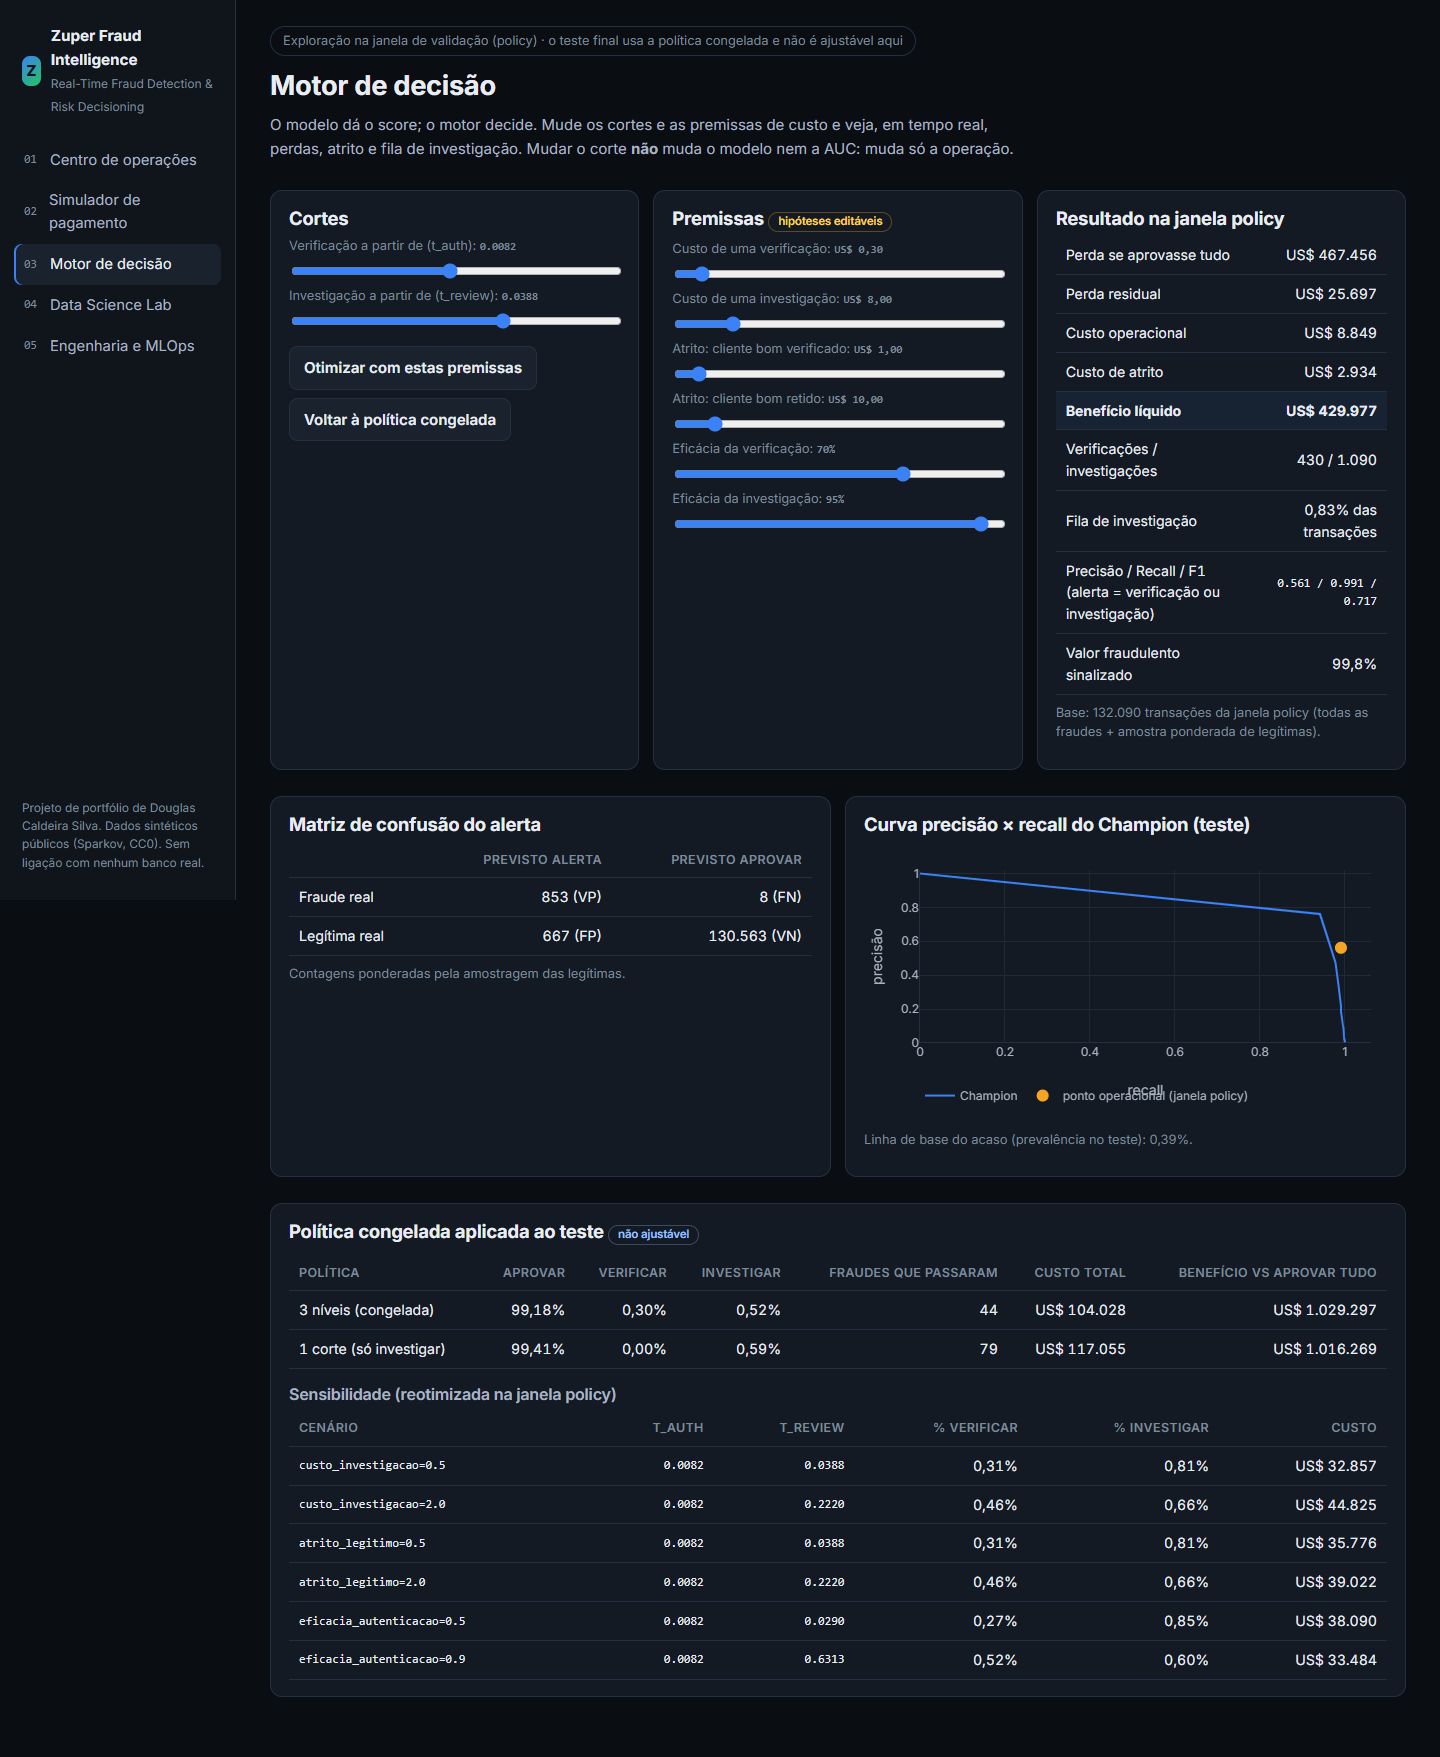 Zuper Fraud
Intelligence
Z
Real-Time Fraud Detection &
Risk Decisioning
01 Centro de operações
02 Simulador de
pagamento
03 Motor de decisão
04 Data Science Lab
05 Engenharia e MLOps
Projeto de portfólio de Douglas
Caldeira Silva. Dados sintéticos
públicos (Sparkov, CC0). Sem
ligação com nenhum banco real.
Exploração na janela de validação (policy) · o teste final usa a política congelada e não é ajustável aqui
Motor de decisão
O modelo dá o score; o motor decide. Mude os cortes e as premissas de custo e veja, em tempo real,
perdas, atrito e fila de investigação. Mudar o corte não muda o modelo nem a AUC: muda só a operação.
Cortes
Verificação a partir de (t_auth): 0.0082
Investigação a partir de (t_review): 0.0388
Otimizar com estas premissas
Voltar à política congelada
Premissas hipóteses editáveis
Custo de uma verificação: US$ 0,30
Custo de uma investigação: US$ 8,00
Atrito: cliente bom verificado: US$ 1,00
Atrito: cliente bom retido: US$ 10,00
Eficácia da verificação: 70%
Eficácia da investigação: 95%
Resultado na janela policy
Perda se aprovasse tudo US$ 467.456
Perda residual US$ 25.697
Custo operacional US$ 8.849
Custo de atrito US$ 2.934
Benefício líquido US$ 429.977
Verificações /
investigações
430 / 1.090
Fila de investigação
0,83% das
transações
Precisão / Recall / F1
(alerta = verificação ou
investigação)
0.561 / 0.991 /
0.717
Valor fraudulento
sinalizado
99,8%
Base: 132.090 transações da janela policy (todas as
fraudes + amostra ponderada de legítimas).
Matriz de confusão do alerta
PREVISTO ALERTA PREVISTO APROVAR
Fraude real 853 (VP) 8 (FN)
Legítima real 667 (FP) 130.563 (VN)
Contagens ponderadas pela amostragem das legítimas.
Curva precisão × recall do Champion (teste)
1
0.8
0.6
0.4
0.2
0
precisão
0 0.2 0.4 0.6 0.8 1
recall
Champion ponto operacional (janela policy)
Linha de base do acaso (prevalência no teste): 0,39%.
Política congelada aplicada ao teste não ajustável
POLÍTICA APROVAR VERIFICAR INVESTIGAR FRAUDES QUE PASSARAM CUSTO TOTAL BENEFÍCIO VS APROVAR TUDO
3 níveis (congelada) 99,18% 0,30% 0,52% 44 US$ 104.028 US$ 1.029.297
1 corte (só investigar) 99,41% 0,00% 0,59% 79 US$ 117.055 US$ 1.016.269
Sensibilidade (reotimizada na janela policy)
CENÁRIO T_AUTH T_REVIEW % VERIFICAR % INVESTIGAR CUSTO
custo_investigacao=0.5 0.0082 0.0388 0,31% 0,81% US$ 32.857
custo_investigacao=2.0 0.0082 0.2220 0,46% 0,66% US$ 44.825
atrito_legitimo=0.5 0.0082 0.0388 0,31% 0,81% US$ 35.776
atrito_legitimo=2.0 0.0082 0.2220 0,46% 0,66% US$ 39.022
eficacia_autenticacao=0.5 0.0082 0.0290 0,27% 0,85% US$ 38.090
eficacia_autenticacao=0.9 0.0082 0.6313 0,52% 0,60% US$ 33.484